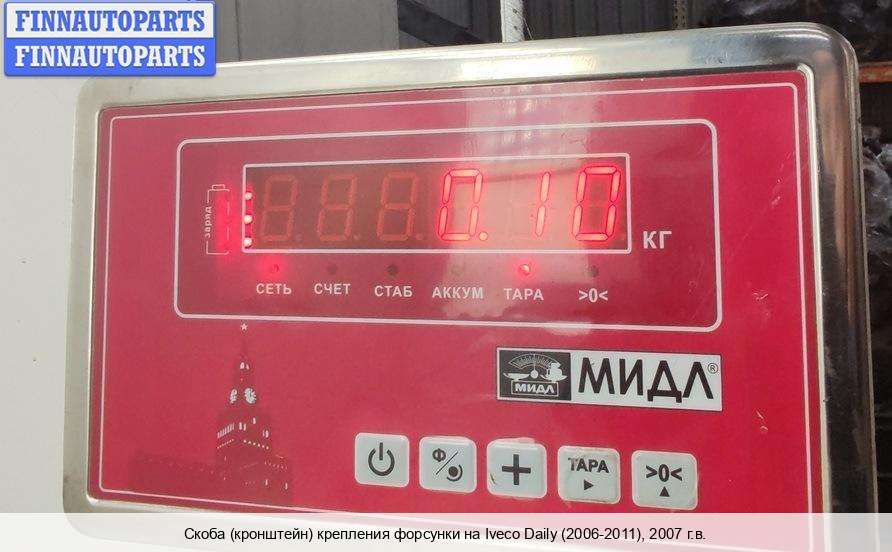 FINNAUTOPARTS
FINNAUTOPARTS
заряд
0.10
КГ
СЕТЬ СЧЕТ СТАБ АККУМ ТАРА >0<
МИДЛ
МИДЛ®
Ф
ТАРА
>0<
Скоба (кронштейн) крепления форсунки на Iveco Daily (2006-2011), 2007 г.в.